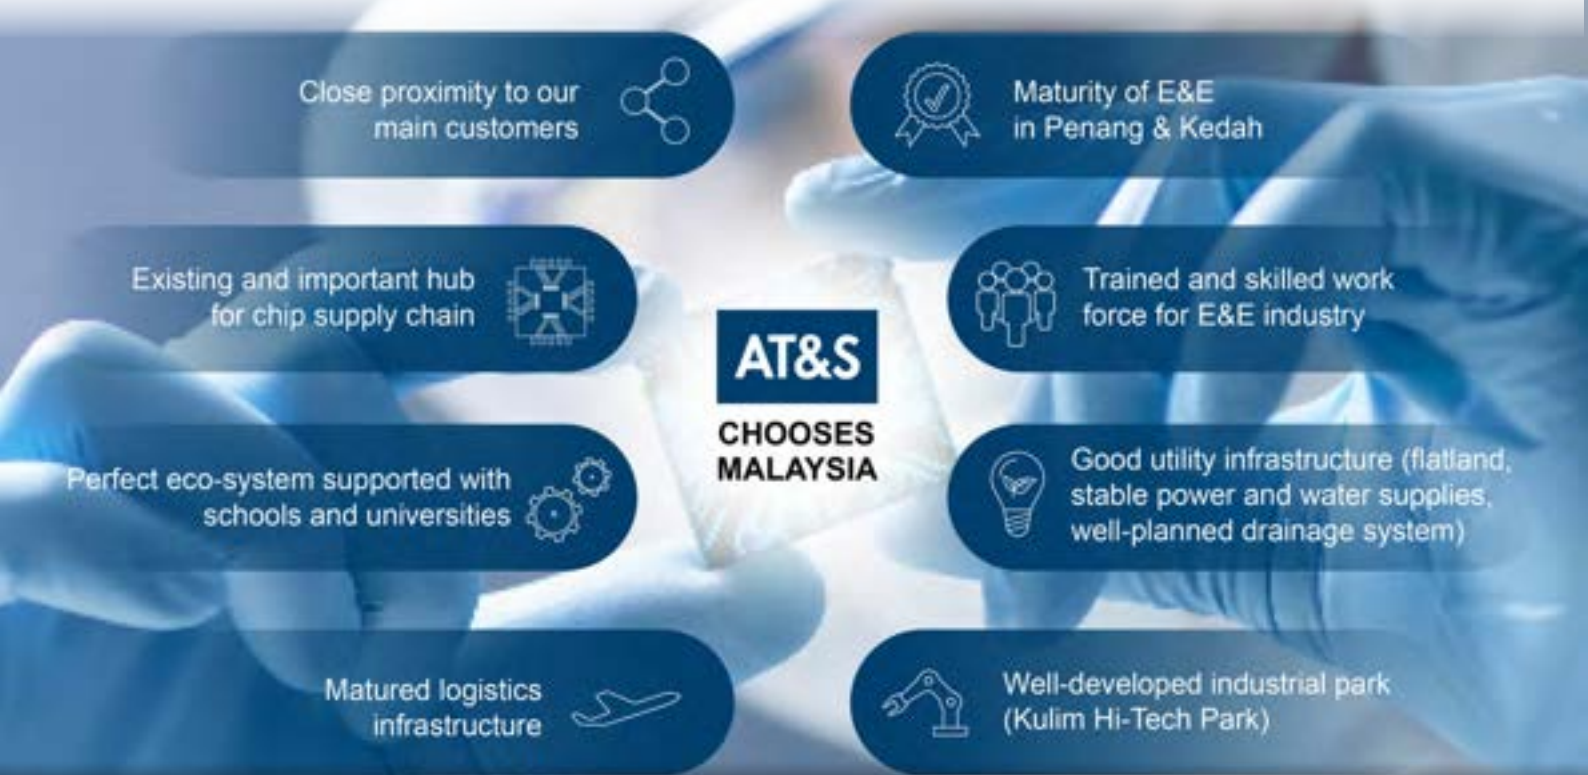 Close proximity to our
main customers
Maturity of E&E
in Penang & Kedah
Existing and important hub
for chip supply chain
Trained and skilled work
force for E&E industry
AT&S
CHOOSES
MALAYSIA
Perfect eco-system supported with
schools and universities
Good utility infrastructure (flatland,
stable power and water supplies,
well-planned drainage system)
Matured logistics
infrastructure
Well-developed industrial park
(Kulim Hi-Tech Park)